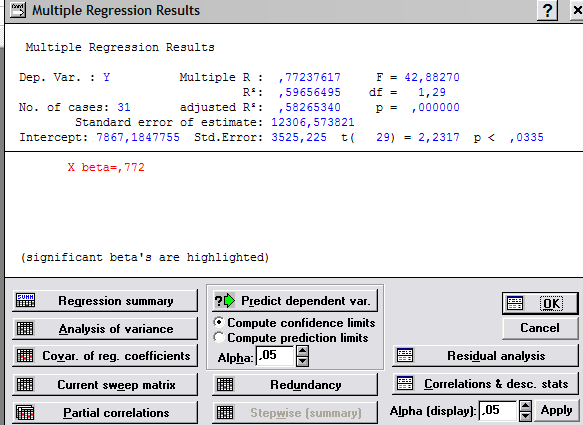 Multiple Regression Results
Multiple Regression Results
Dep. Var. : Y Multiple R : ,77237617 F = 42,88270
R²: ,59656495 df = 1,29
No. of cases: 31 adjusted R²: ,58265340 p = ,000000
Standard error of estimate: 12306,573821
Intercept: 7867,1847755 Std.Error: 3525,225 t( 29) = 2,2317 p < ,0335
X beta=,772
(significant beta's are highlighted)
Regression summary
Analysis of variance
Covar. of reg. coefficients
Current sweep matrix
Partial correlations
Predict dependent var.
Compute confidence limits
Compute prediction limits
Alpha: ,05
Redundancy
Stepwise (summary)
OK
Cancel
Residual analysis
Correlations & desc. stats
Alpha (display): ,05 Apply